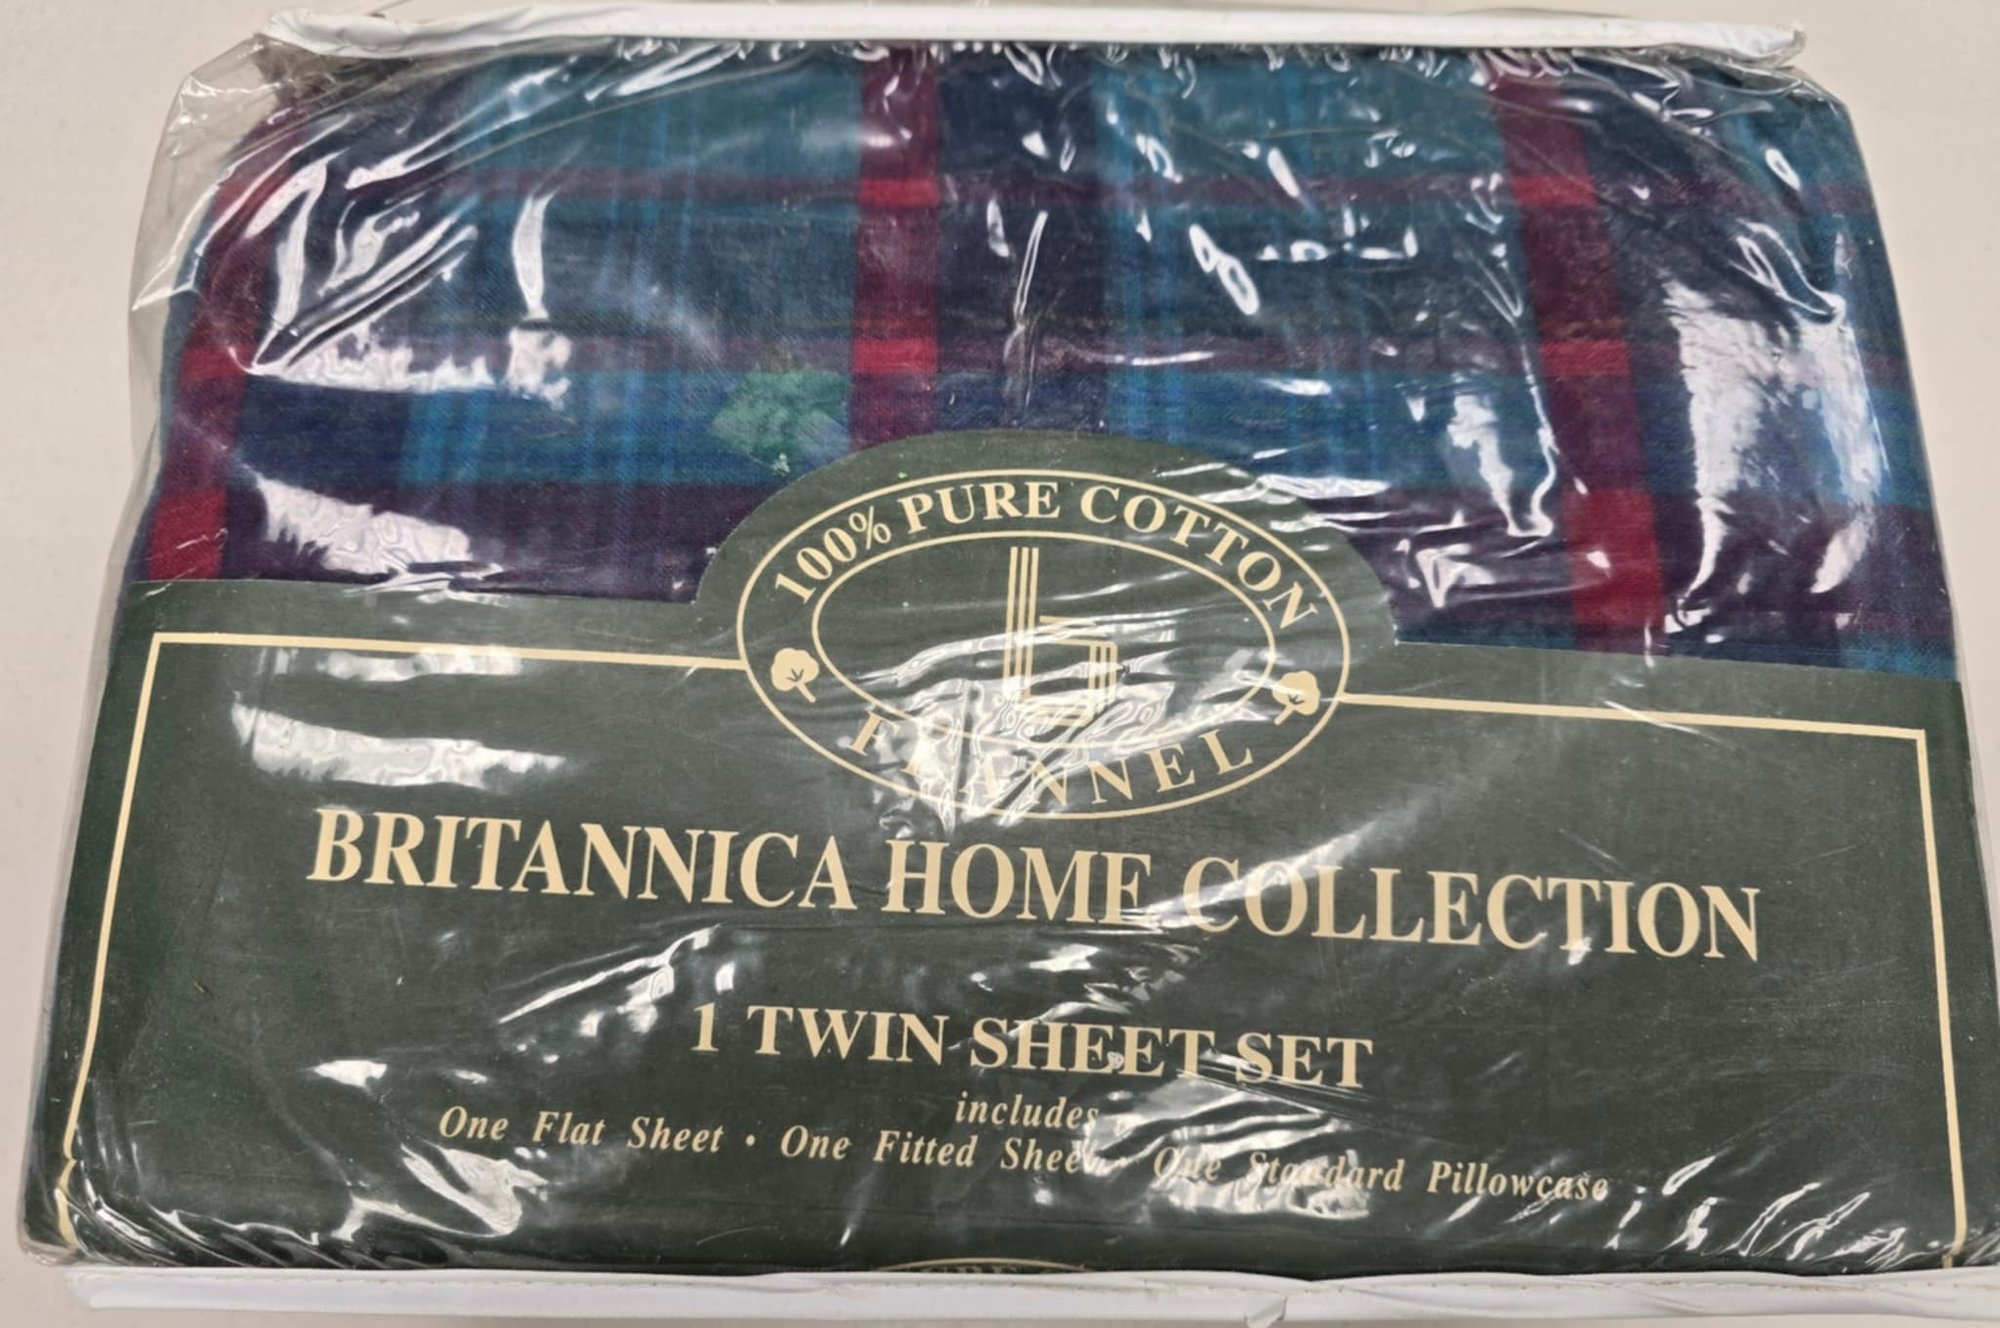 100% PURE COTTON
b
FLANNEL
BRITANNICA HOME COLLECTION
1 TWIN SHEET SET
includes
One Flat Sheet • One Fitted Sheet • One Standard Pillowcase